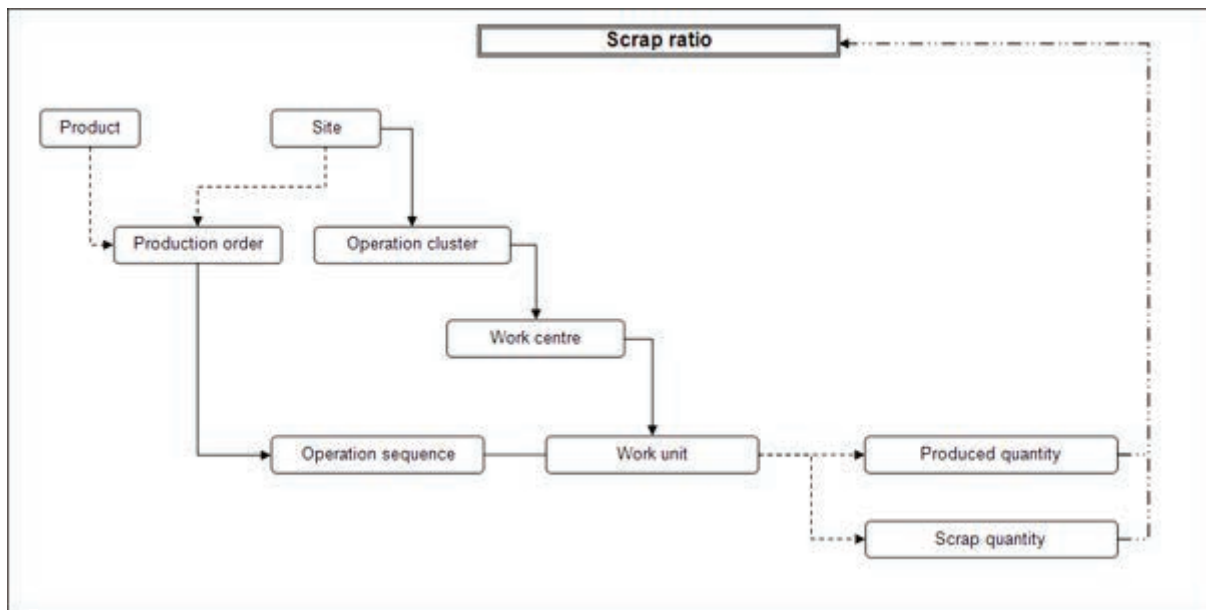 Scrap ratio
Product
Site
Production order
Operation cluster
Work centre
Operation sequence
Work unit
Produced quantity
Scrap quantity